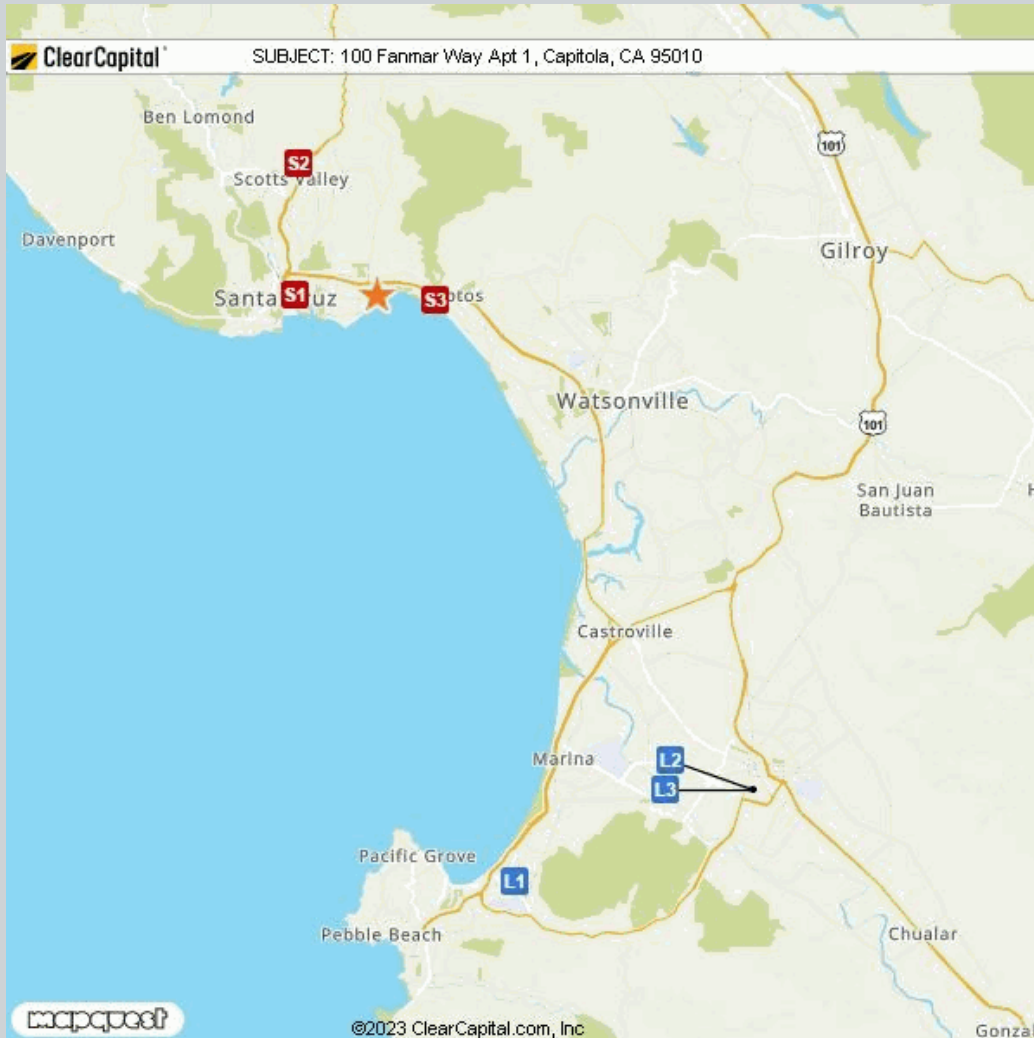 ClearCapital
SUBJECT: 100 Fanmar Way Apt 1, Capitola, CA 95010
Ben Lomond
101
S2
Scotts Valley
Davenport
Gilroy
Santa
S1
uz
S3
ptos
Watsonville
101
San Juan
Bautista
H
Castroville
Marina
L2
L3
Pacific Grove
L1
Pebble Beach
Chualar
mapquest
©2023 ClearCapital.com, Inc
Gonza